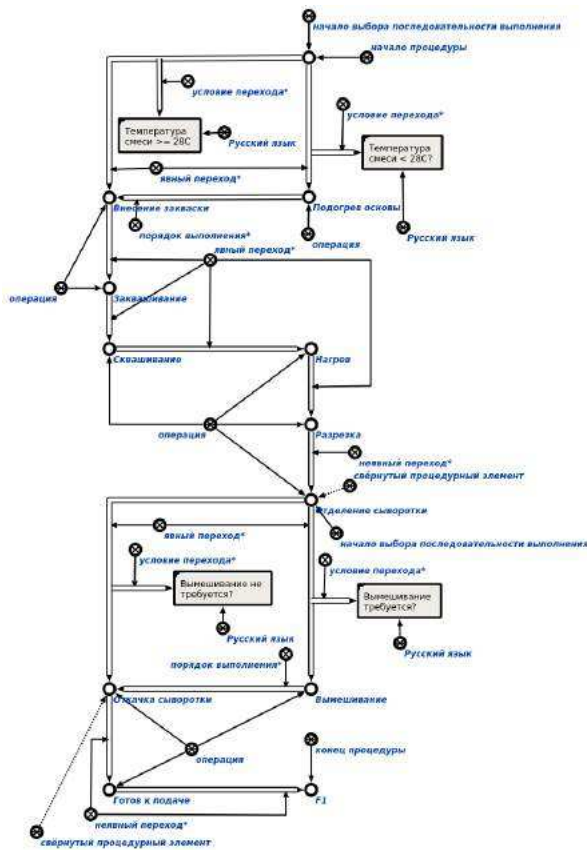 начало выбора последовательности выполнения
начало процедуры
условие перехода*
условие перехода*
Температура
смеси >= 28С
Русский язык
Температура
смеси < 28С?
явный переход*
Русский язык
Внесение закваски
Подогрев основы
порядок выполнения*
операция
явный переход*
операция
Заквашивание
Сквашивание
Нагрев
операция
Разрезка
неявный переход*
свёрнутый процедурный элемент
Отделение сыворотки
явный переход*
начало выбора последовательности выполнения
условие перехода*
условие перехода*
Вымешивание не
требуется?
Вымешивание
требуется?
Русский язык
Русский язык
порядок выполнения*
Откачка сыворотки
Вымешивание
операция
конец процедуры
Готов к подаче
F1
неявный переход*
свёрнутый процедурный элемент